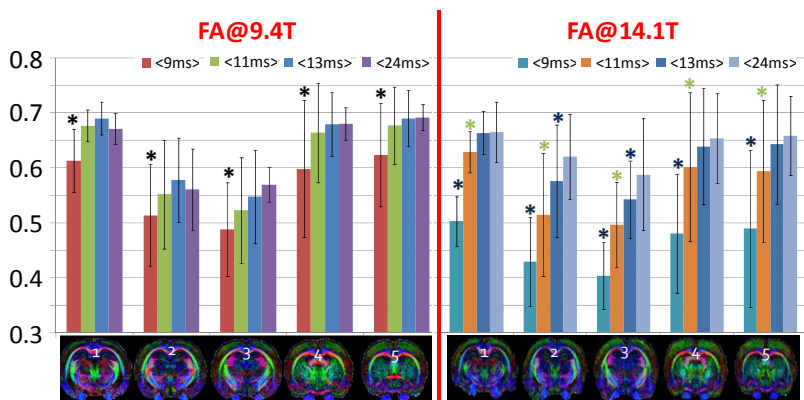 FA@9.4T
FA@14.1T
<9ms> <11ms> <13ms> <24ms>
<9ms> <11ms> <13ms> <24ms>
0.8
0.7
0.6
0.5
0.4
0.3
* * * * *
* * * * * * * * * * * *
1 2 3 4 5
1 2 3 4 5